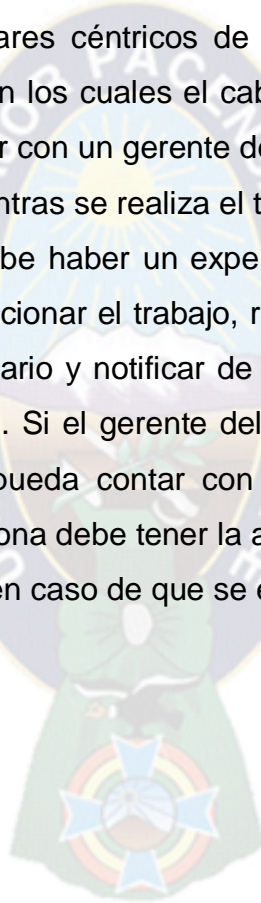 ares céntricos de
n los cuales el cab
r con un gerente de
ntras se realiza el t
be haber un expe
cionar el trabajo, r
ario y notificar de
. Si el gerente del
pueda contar con
ona debe tener la a
en caso de que se e